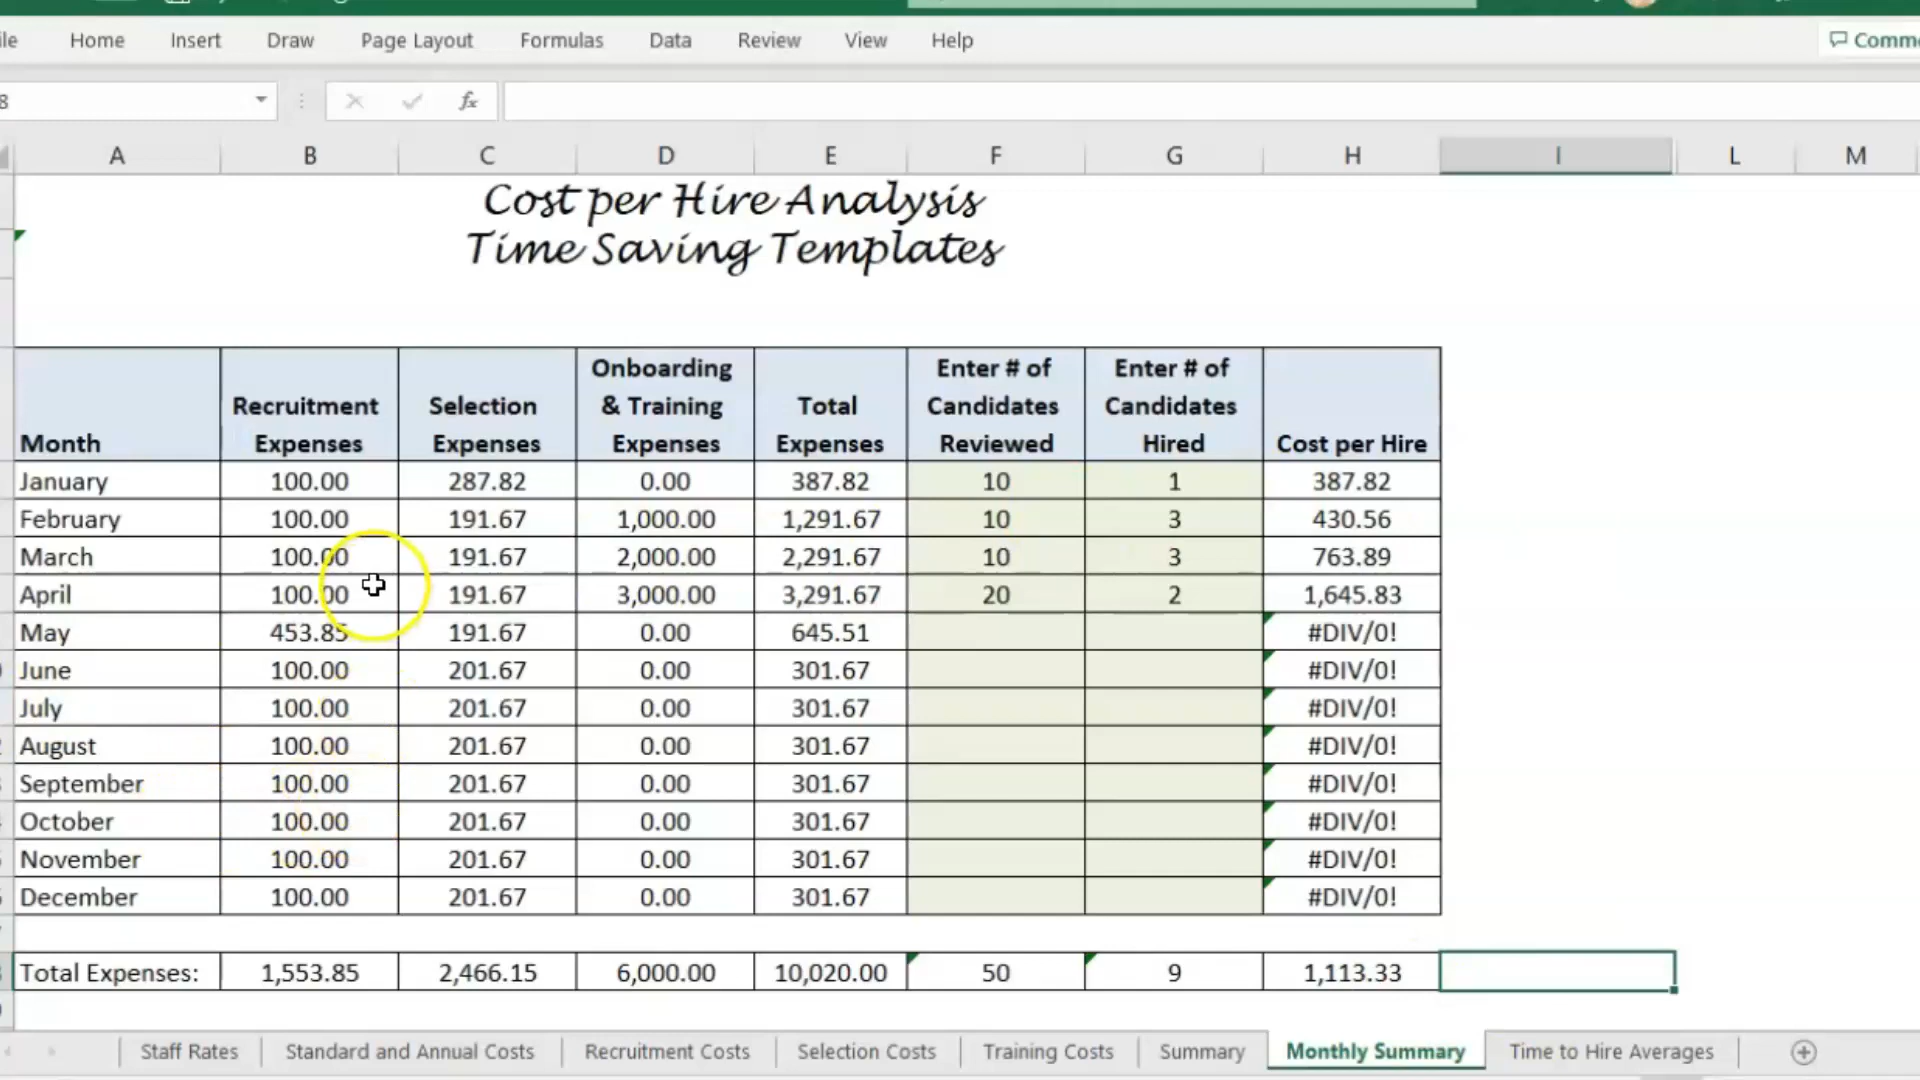 Home Insert Draw Page Layout Formulas Data Review View Help
fx
A B C D E F G H I L M
Cost per Hire Analysis
Time Saving Templates
Month Recruitment Expenses Selection Expenses Onboarding & Training Expenses Total Expenses Enter # of Candidates Reviewed Enter # of Candidates Hired Cost per Hire
January 100.00 287.82 0.00 387.82 10 1 387.82
February 100.00 191.67 1,000.00 1,291.67 10 3 430.56
March 100.00 191.67 2,000.00 2,291.67 10 3 763.89
April 100.00 191.67 3,000.00 3,291.67 20 2 1,645.83
May 453.85 191.67 0.00 645.51 #DIV/0!
June 100.00 201.67 0.00 301.67 #DIV/0!
July 100.00 201.67 0.00 301.67 #DIV/0!
August 100.00 201.67 0.00 301.67 #DIV/0!
September 100.00 201.67 0.00 301.67 #DIV/0!
October 100.00 201.67 0.00 301.67 #DIV/0!
November 100.00 201.67 0.00 301.67 #DIV/0!
December 100.00 201.67 0.00 301.67 #DIV/0!
Total Expenses: 1,553.85 2,466.15 6,000.00 10,020.00 50 9 1,113.33
Staff Rates Standard and Annual Costs Recruitment Costs Selection Costs Training Costs Summary Monthly Summary Time to Hire Averages